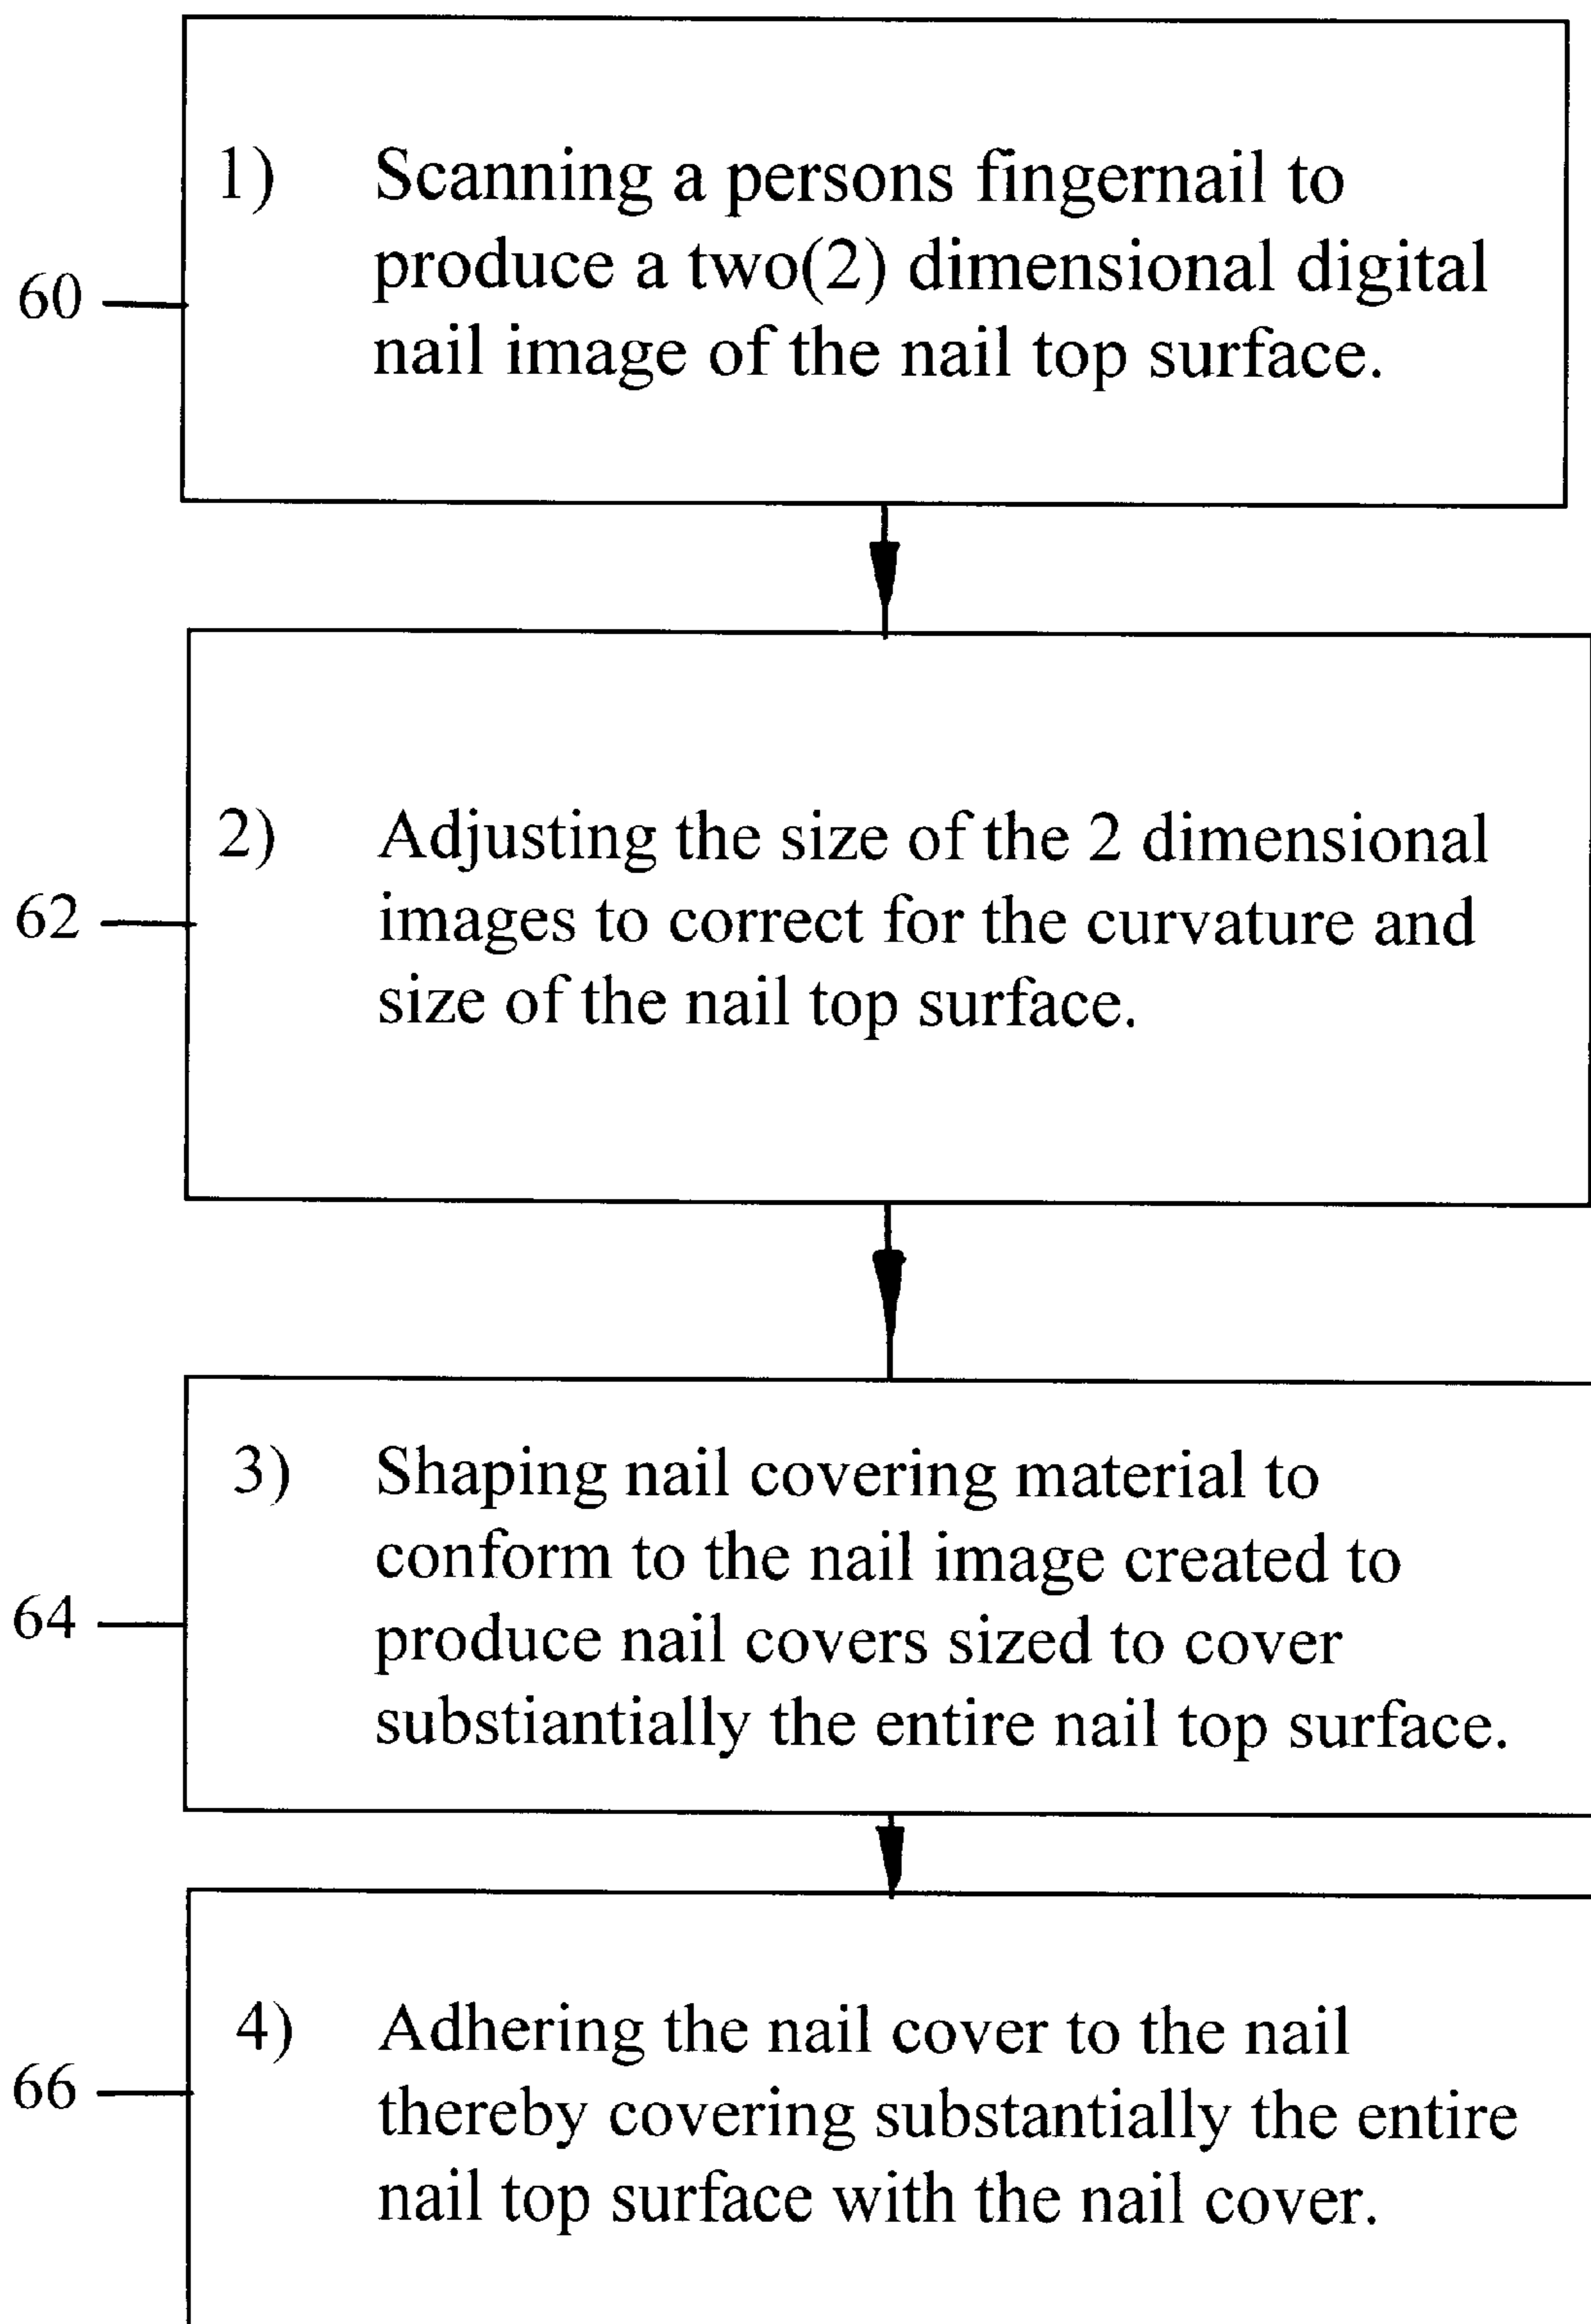 1) Scanning a persons fingernail to
produce a two(2) dimensional digital
60
nail image of the nail top surface.
2) Adjusting the size of the 2 dimensional
62
images to correct for the curvature and
size of the nail top surface.
3) Shaping nail covering material to
conform to the nail image created to
64
produce nail covers sized to cover
substiantially the entire nail top surface.
4) Adhering the nail cover to the nail
66
thereby covering substantially the entire
nail top surface with the nail cover.